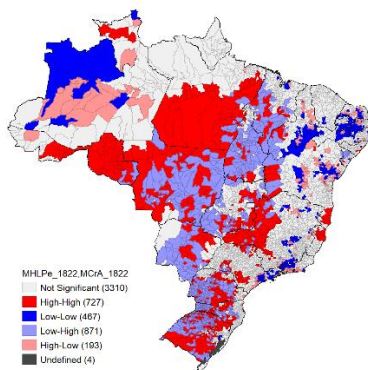 MHLPe_1822,MCrA_1822
Not Significant (3310)
High-High (727)
Low-Low (467)
Low-High (871)
High-Low (193)
Undefined (4)